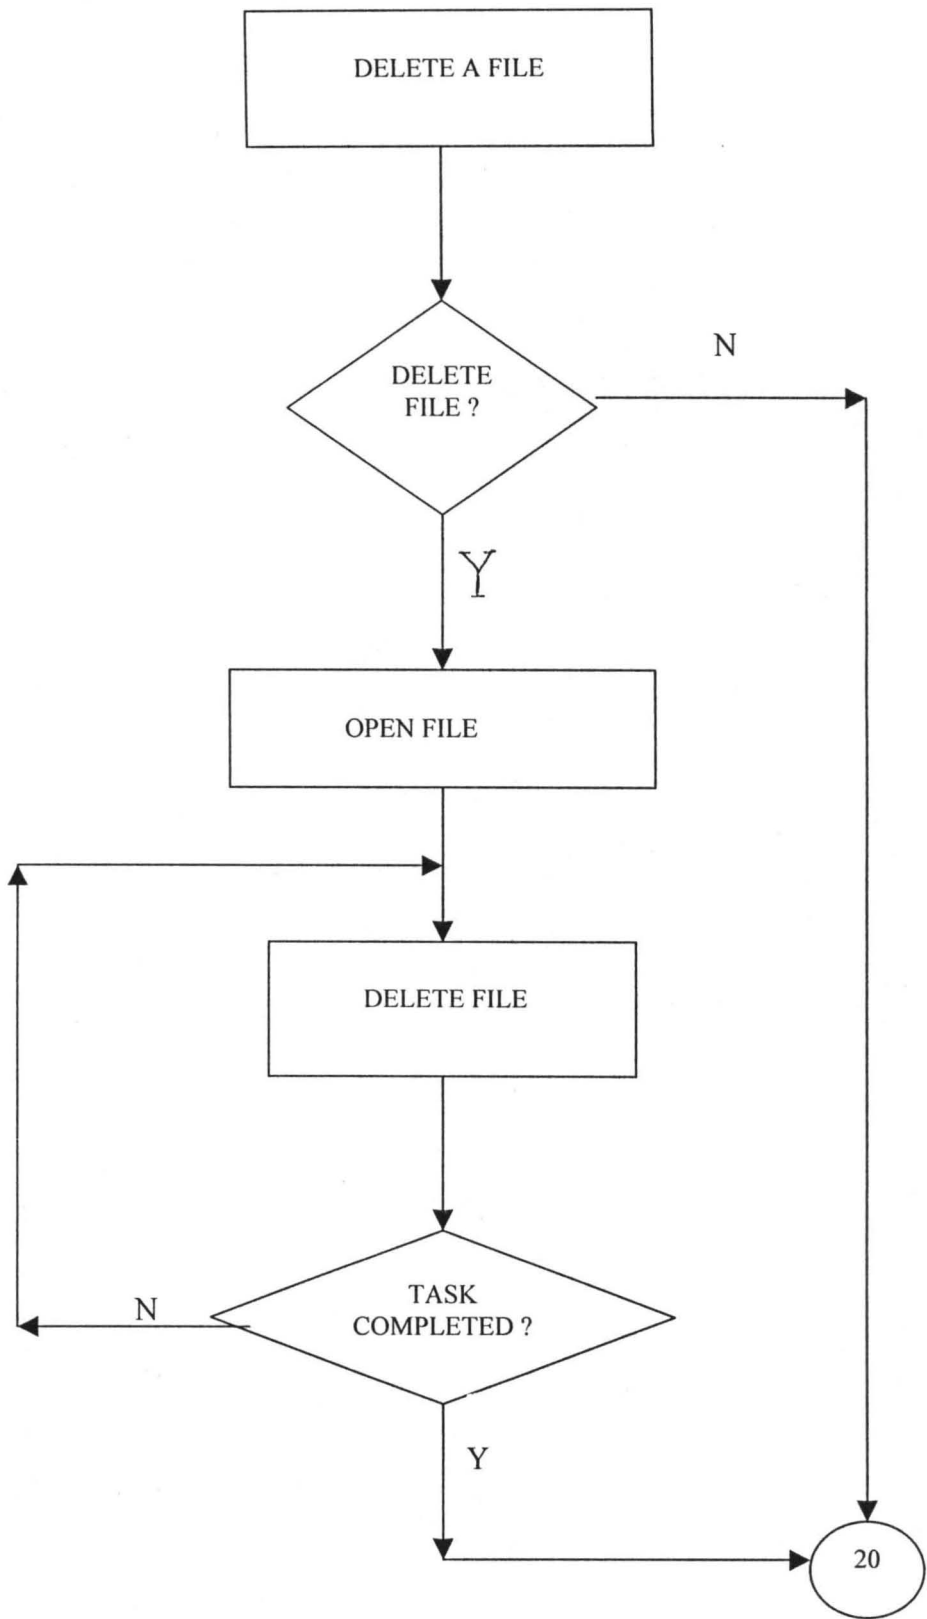 DELETE A FILE
DELETE
FILE ?
N
Y
OPEN FILE
DELETE FILE
TASK
COMPLETED ?
N
Y
20